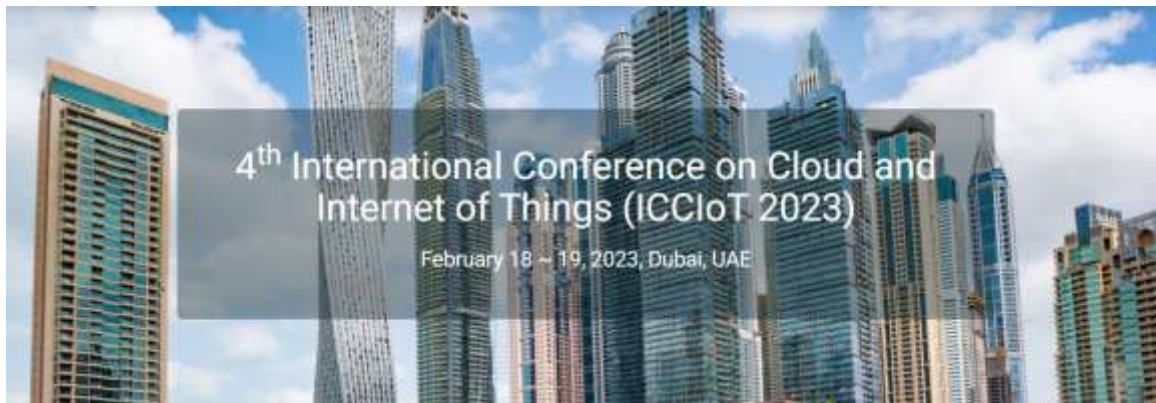 4th International Conference on Cloud and
Internet of Things (ICCIoT 2023)
February 18 ~ 19, 2023, Dubai, UAE